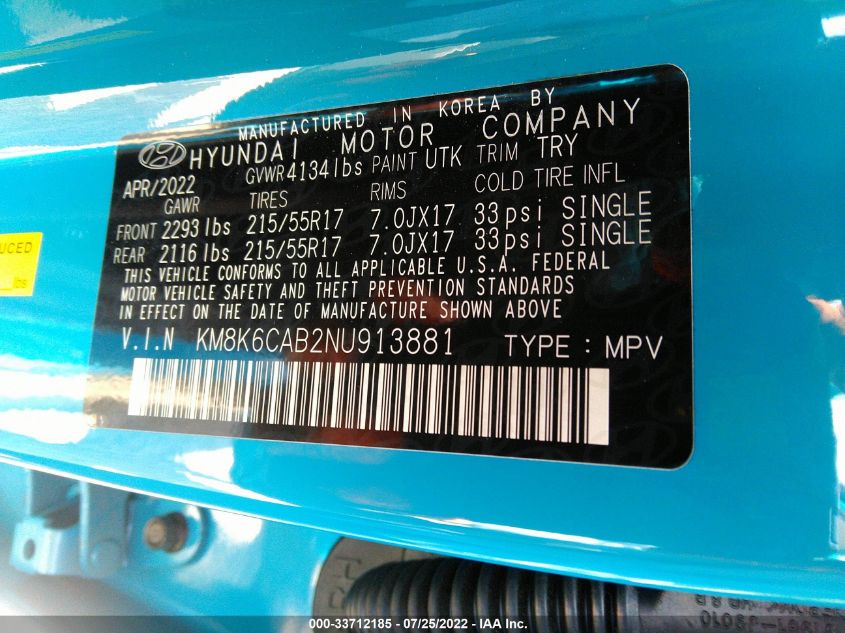 MANUFACTURED IN KOREA BY
HYUNDAI MOTOR COMPANY
APR/2022 GVWR4134lbs PAINT UTK TRIM TRY
GAWR TIRES RIMS COLD TIRE INFL
FRONT 2293lbs 215/55R17 7.0JX17 33psi SINGLE
REAR 2116lbs 215/55R17 7.0JX17 33psi SINGLE
THIS VEHICLE CONFORMS TO ALL APPLICABLE U.S.A. FEDERAL
MOTOR VEHICLE SAFETY AND THEFT PREVENTION STANDARDS
IN EFFECT ON THE DATE OF MANUFACTURE SHOWN ABOVE
V.I.N KM8K6CAB2NU913881 TYPE : MPV
UCED
lbs
000-33712185 - 07/25/2022 - IAA Inc.